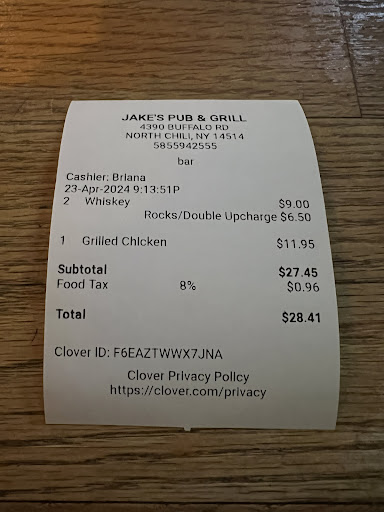 JAKE'S PUB & GRILL
4390 BUFFALO RD
NORTH CHILI, NY 14514
5855942555
bar
Cashier: Briana
23-Apr-2024 9:13:51P
2 Whiskey $9.00
Rocks/Double Upcharge $6.50
1 Grilled Chicken $11.95
Subtotal $27.45
Food Tax 8% $0.96
Total $28.41
Clover ID: F6EAZTWWX7JNA
Clover Privacy Policy
https://clover.com/privacy